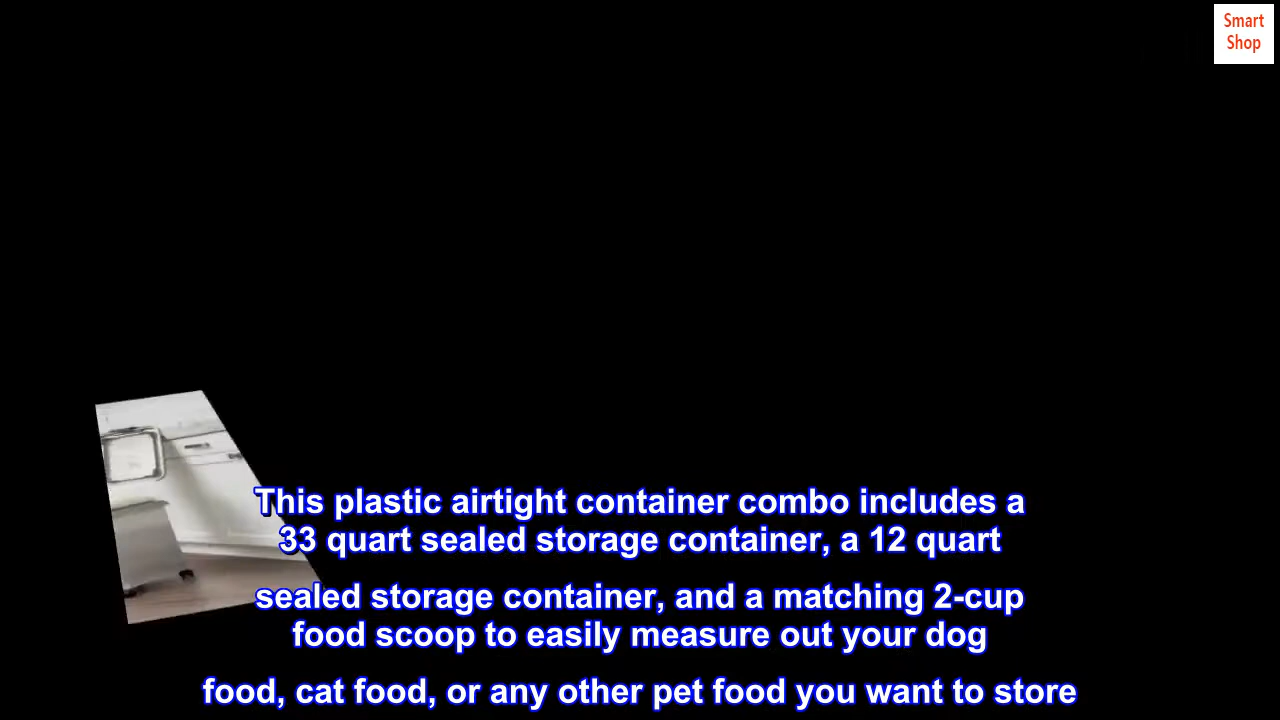 Smart
Shop
This plastic airtight container combo includes a
33 quart sealed storage container, a 12 quart
sealed storage container, and a matching 2-cup
food scoop to easily measure out your dog
food, cat food, or any other pet food you want to store